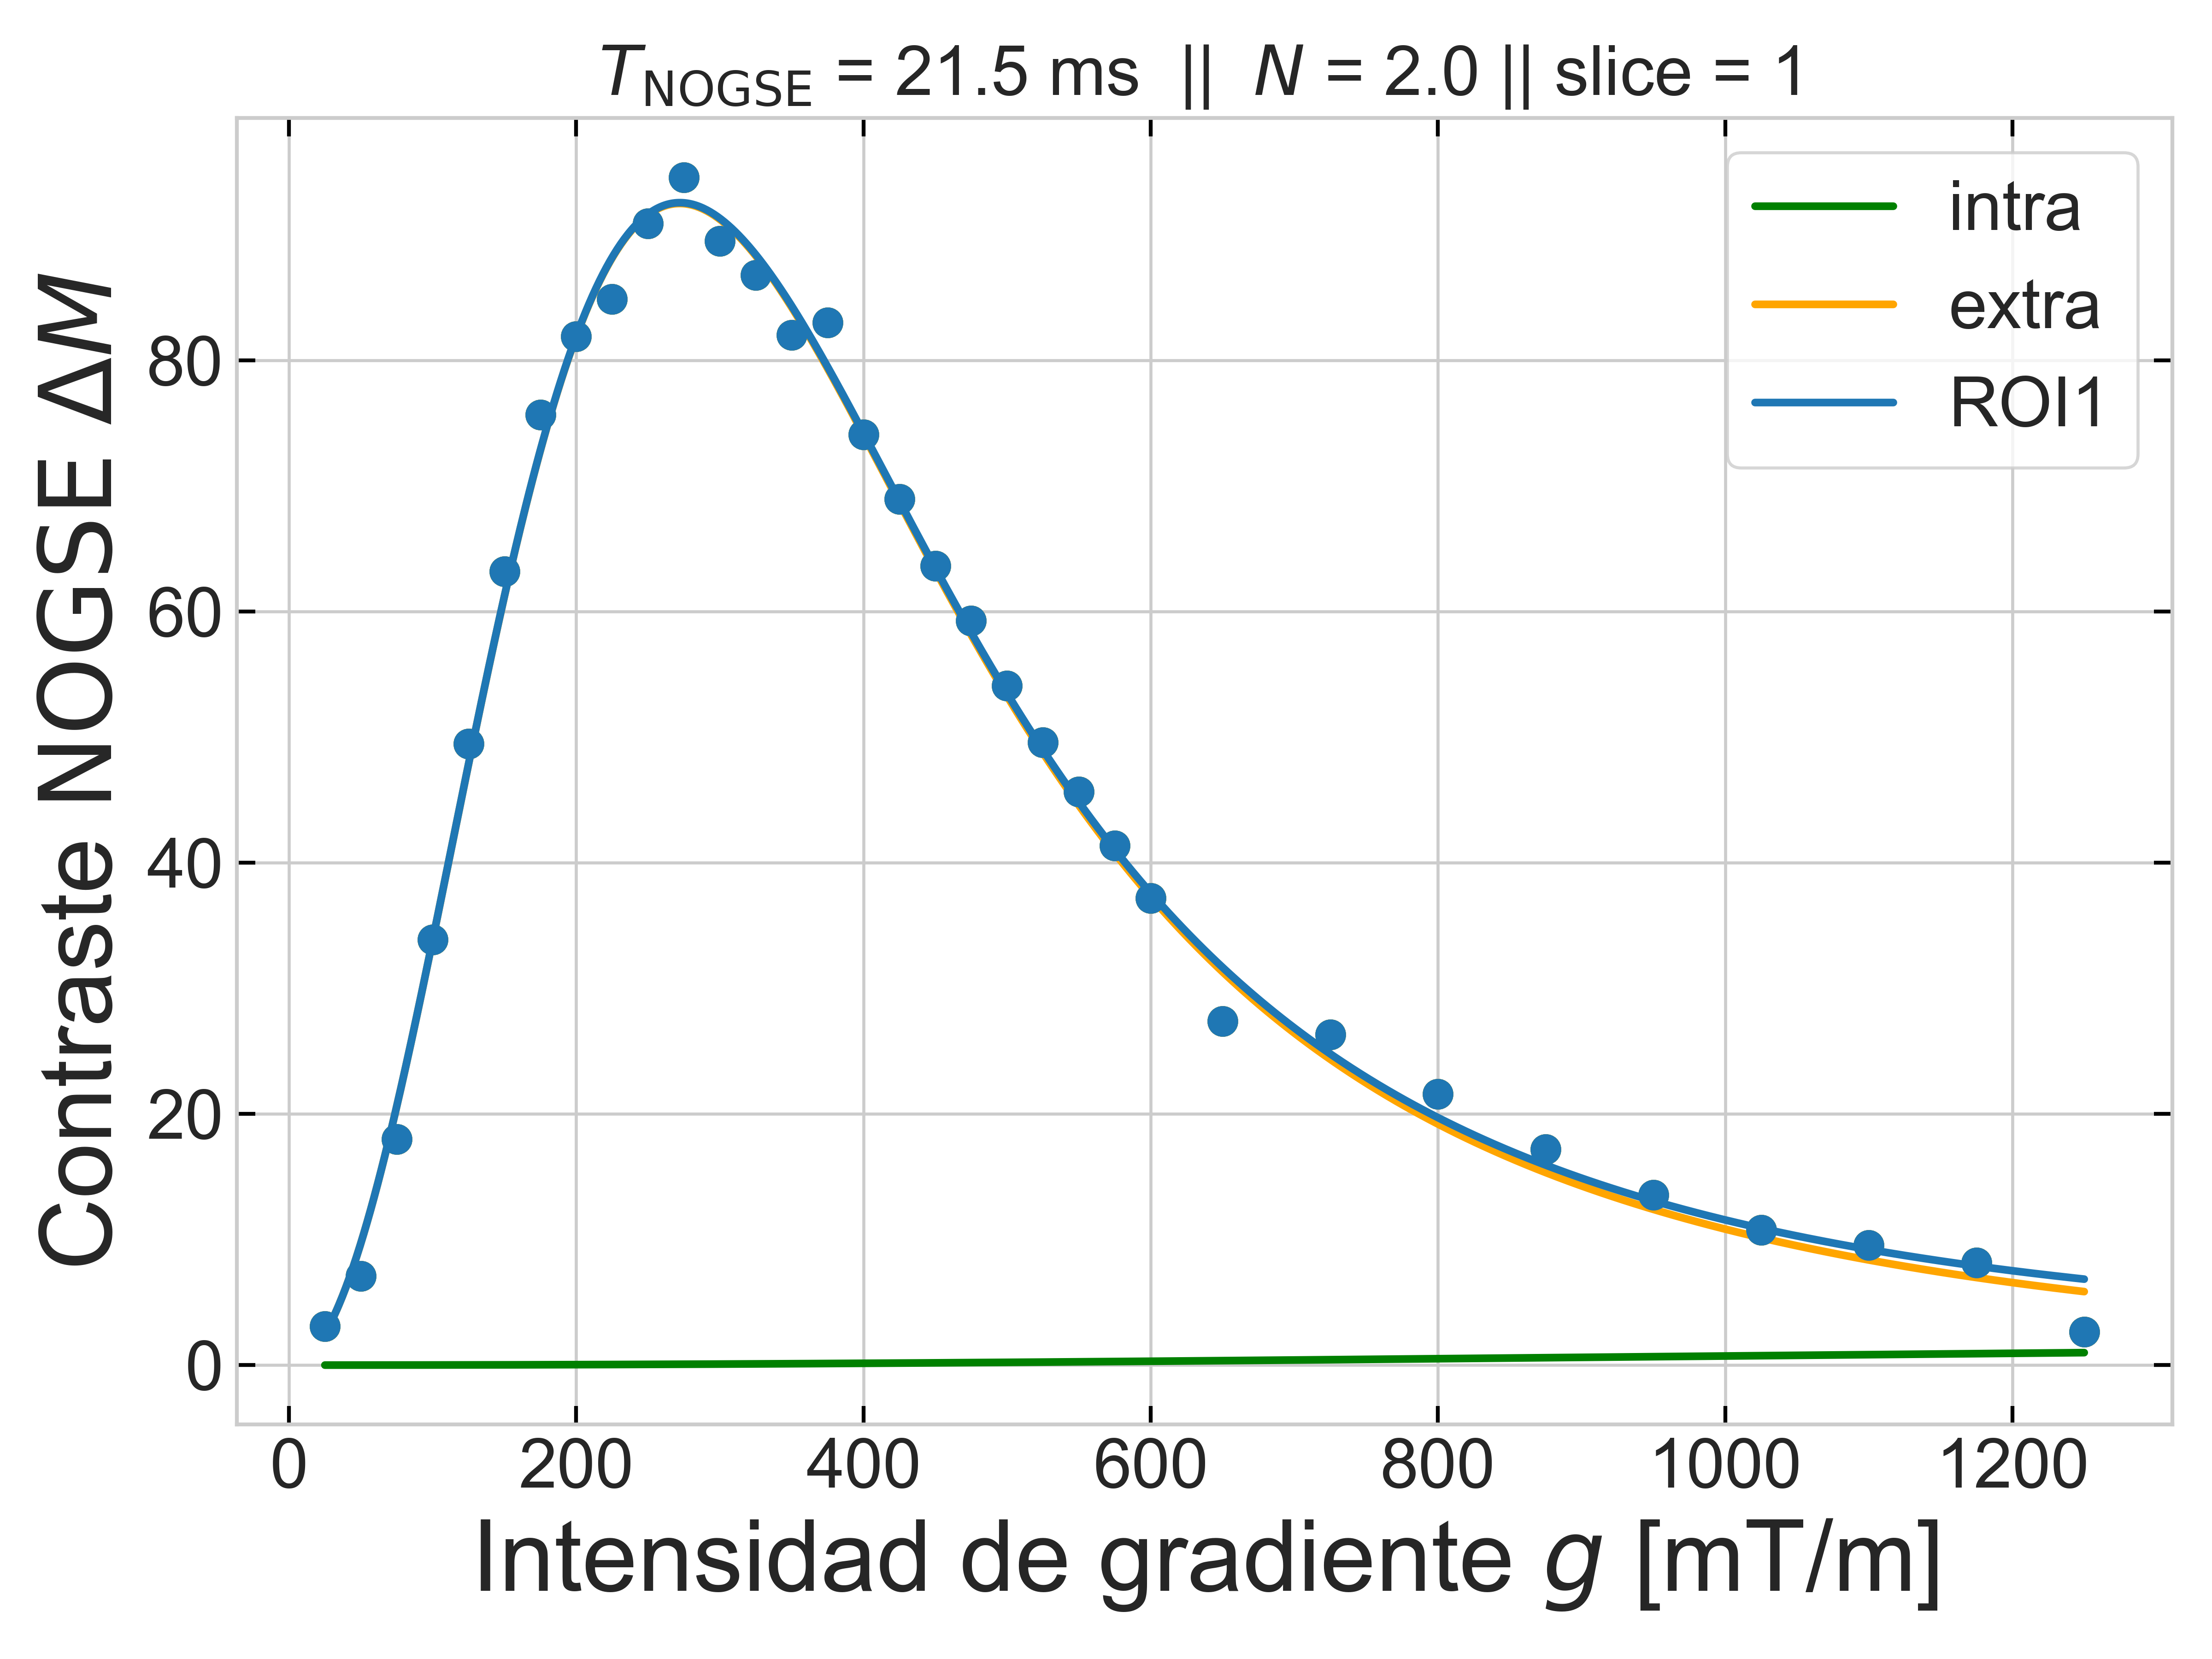 T_NOGSE = 21.5 ms || N = 2.0 || slice = 1
intra
extra
ROI1
Contraste NOGSE ΔM
80
60
40
20
0
0 200 400 600 800 1000 1200
Intensidad de gradiente g [mT/m]